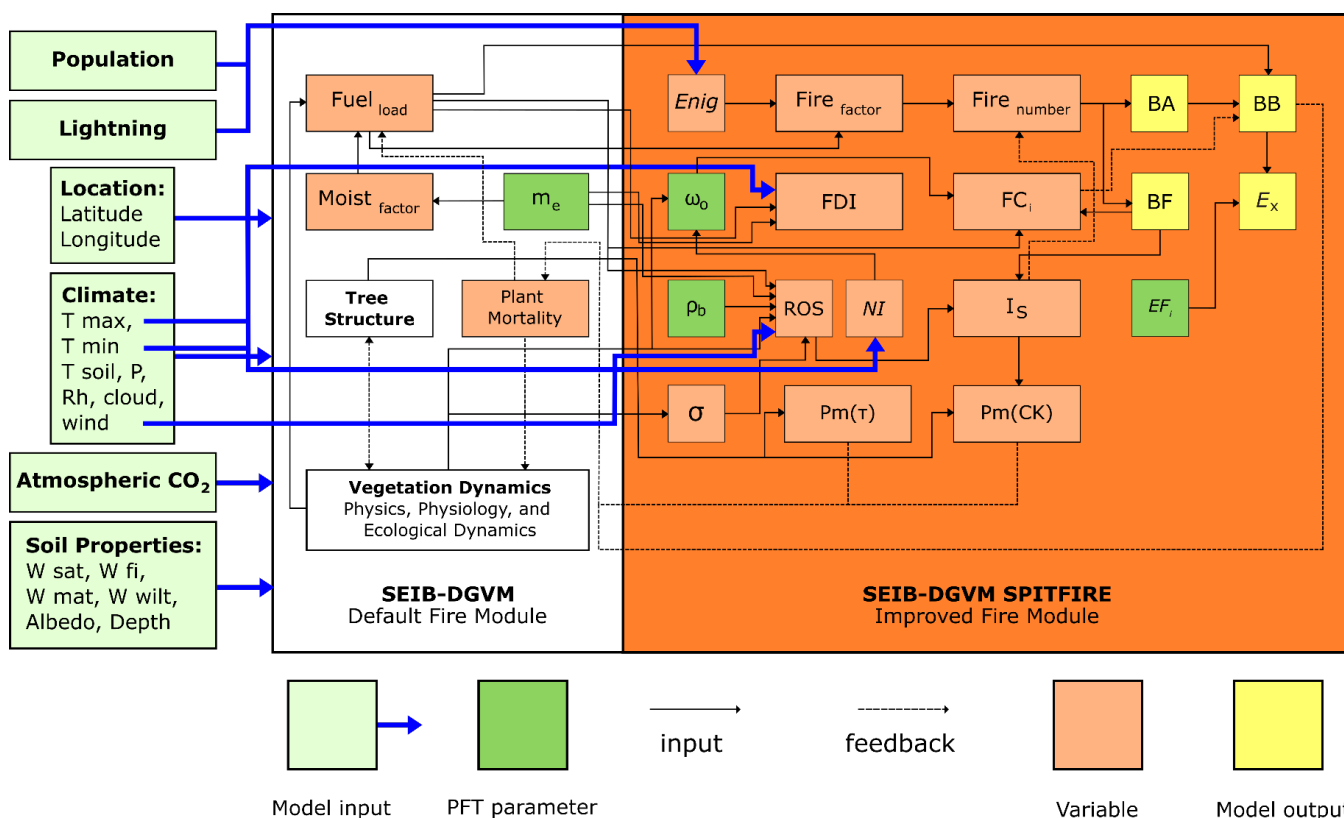 Population
Lightning
Location:
Latitude
Longitude
Climate:
T max,
T min
T soil, P,
Rh, cloud,
wind
Atmospheric CO₂
Soil Properties:
W sat, W fi,
W mat, W wilt,
Albedo, Depth
Fuel load
Moist factor
mₑ
Tree
Structure
Plant
Mortality
Vegetation Dynamics
Physics, Physiology, and
Ecological Dynamics
SEIB-DGVM
Default Fire Module
Enig
Fire factor
Fire number
BA
BB
ωₒ
FDI
FC i
BF
Eₓ
ρb
ROS
NI
I S
EF i
σ
Pm(τ)
Pm(CK)
SEIB-DGVM SPITFIRE
Improved Fire Module
Model input
PFT parameter
input
feedback
Variable
Model output